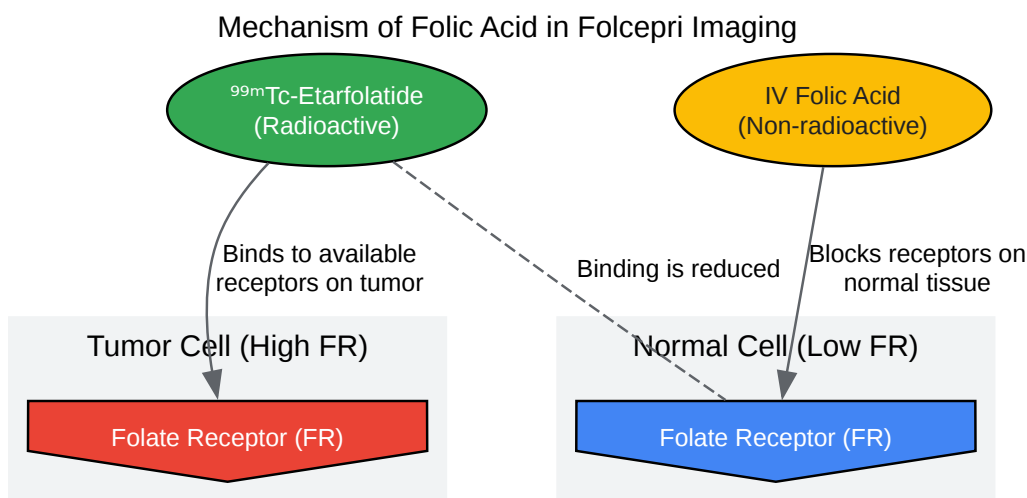 Mechanism of Folic Acid in Folcepri Imaging
⁹⁹ᵐTc-Etarfolatide
(Radioactive)
IV Folic Acid
(Non-radioactive)
Binds to available
receptors on tumor
Binding is reduced
Blocks receptors on
normal tissue
Tumor Cell (High FR)
Normal Cell (Low FR)
Folate Receptor (FR)
Folate Receptor (FR)